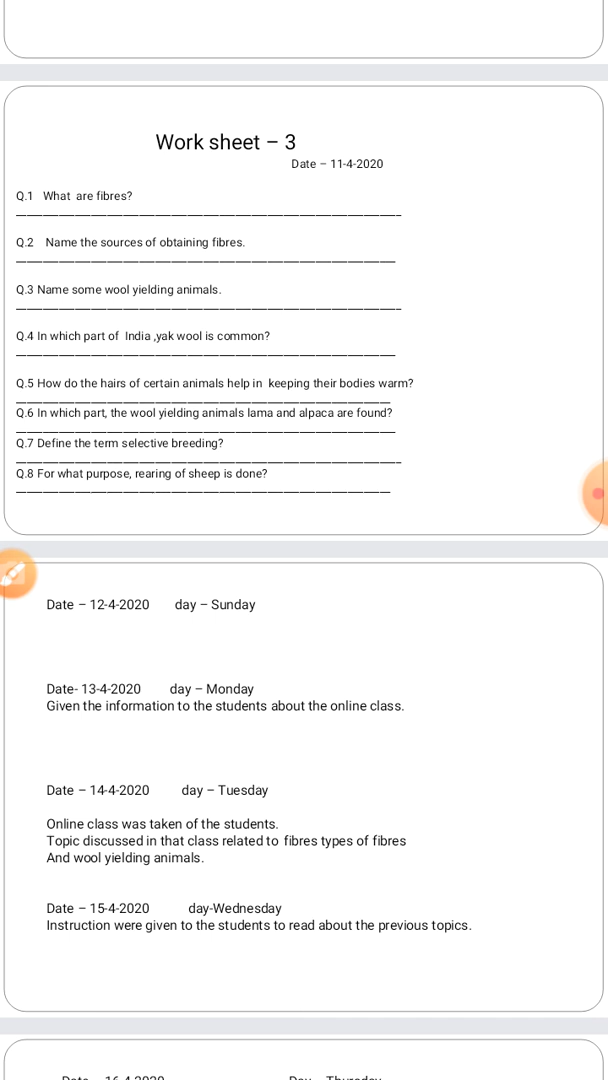 Work sheet – 3
Date – 11-4-2020
Q.1 What are fibres?
Q.2 Name the sources of obtaining fibres.
Q.3 Name some wool yielding animals.
Q.4 In which part of India ,yak wool is common?
Q.5 How do the hairs of certain animals help in keeping their bodies warm?
Q.6 In which part, the wool yielding animals lama and alpaca are found?
Q.7 Define the term selective breeding?
Q.8 For what purpose, rearing of sheep is done?
Date – 12-4-2020 day – Sunday
Date- 13-4-2020 day – Monday
Given the information to the students about the online class.
Date – 14-4-2020 day – Tuesday
Online class was taken of the students.
Topic discussed in that class related to fibres types of fibres
And wool yielding animals.
Date – 15-4-2020 day-Wednesday
Instruction were given to the students to read about the previous topics.
Date – 16-4-2020 Day – Thursday